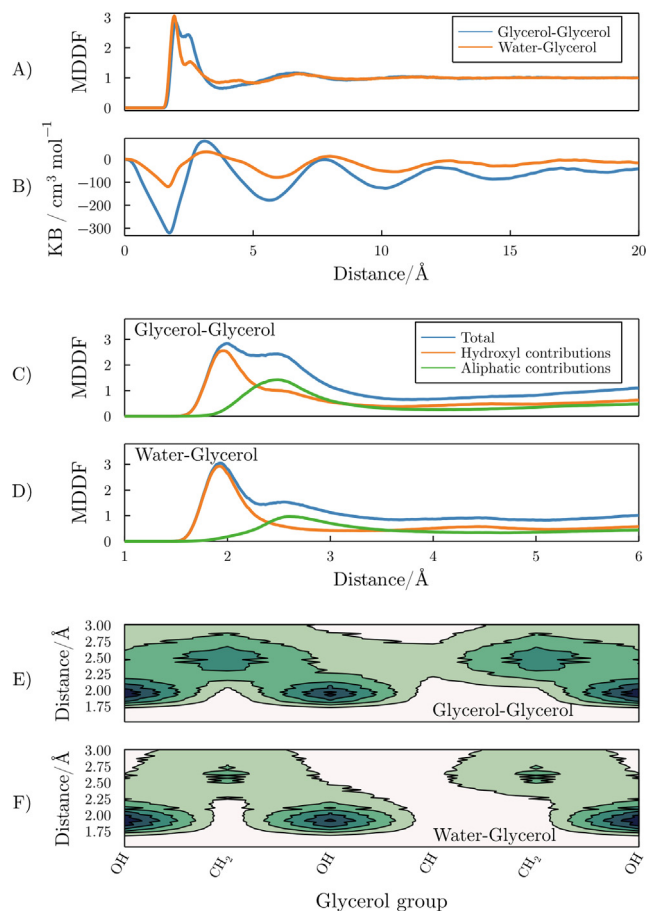 A)
MDDF
3
2
1
0
Glycerol-Glycerol
Water-Glycerol
B)
KB / cm³ mol⁻¹
0
−100
−200
−300
0 5 10 15 20
Distance/Å
C)
MDDF
3
2
1
0
Glycerol-Glycerol
Total
Hydroxyl contributions
Aliphatic contributions
D)
MDDF
3
2
1
0
Water-Glycerol
1 2 3 4 5 6
Distance/Å
E)
Distance/Å
3.00
2.75
2.50
2.25
2.00
1.75
Glycerol-Glycerol
F)
Distance/Å
3.00
2.75
2.50
2.25
2.00
1.75
Water-Glycerol
OH CH₂ OH CH CH₂ OH
Glycerol group